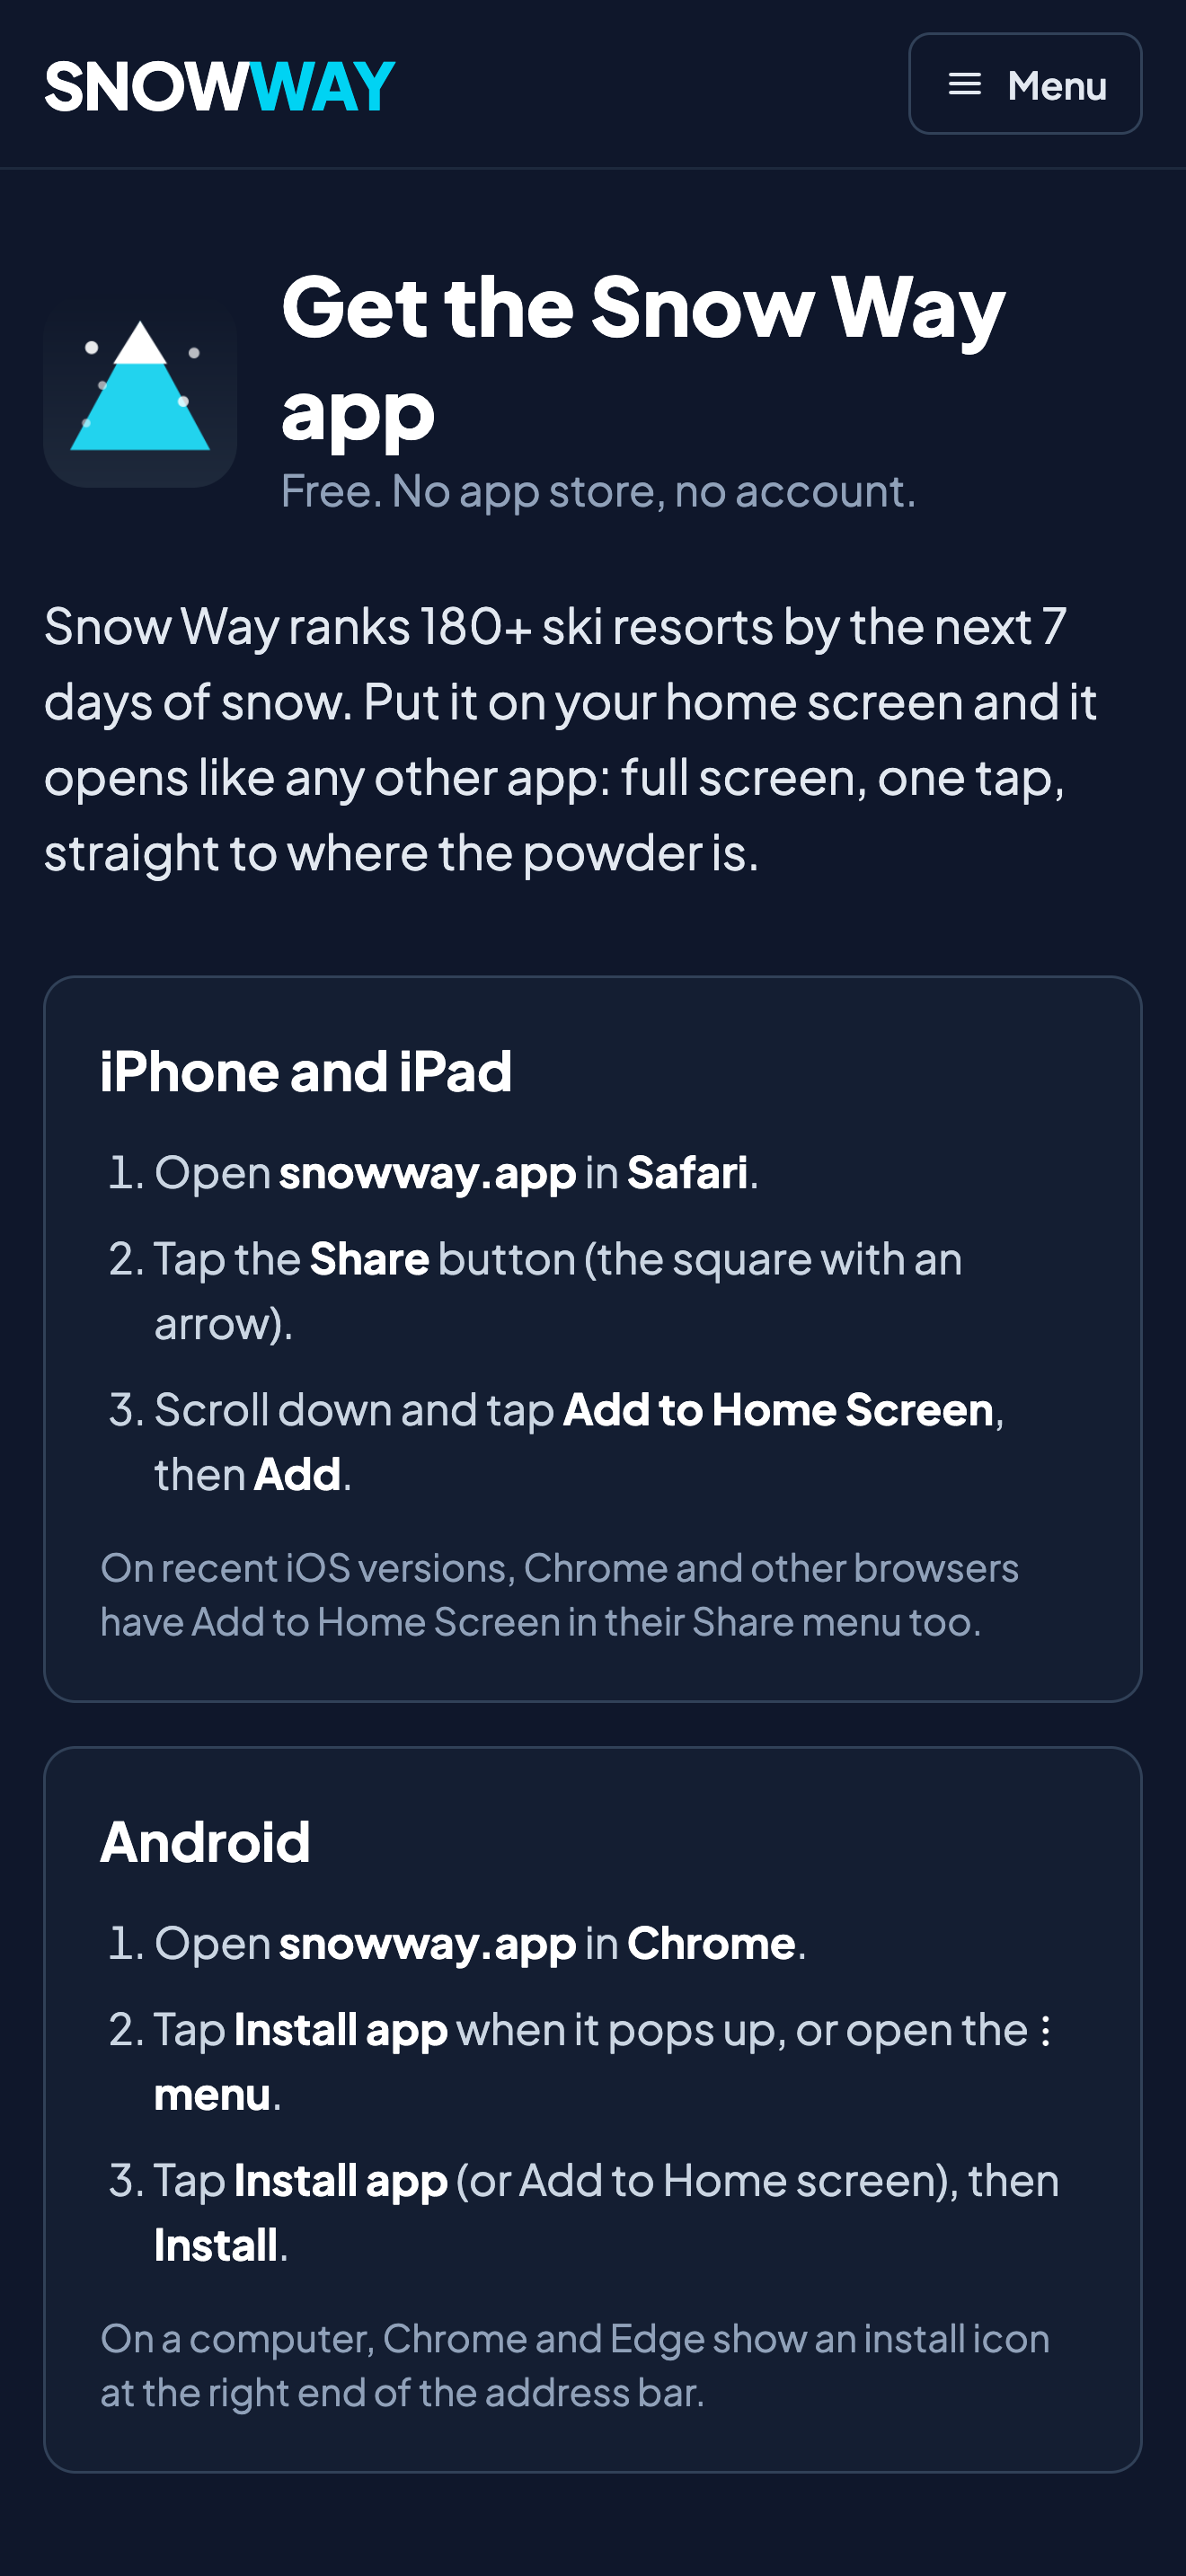 SNOWWAY
Menu
Get the Snow Way
app
Free. No app store, no account.
Snow Way ranks 180+ ski resorts by the next 7
days of snow. Put it on your home screen and it
opens like any other app: full screen, one tap,
straight to where the powder is.
iPhone and iPad
1. Open snowway.app in Safari.
2. Tap the Share button (the square with an
arrow).
3. Scroll down and tap Add to Home Screen,
then Add.
On recent iOS versions, Chrome and other browsers
have Add to Home Screen in their Share menu too.
Android
1. Open snowway.app in Chrome.
2. Tap Install app when it pops up, or open the ⋮
menu.
3. Tap Install app (or Add to Home screen), then
Install.
On a computer, Chrome and Edge show an install icon
at the right end of the address bar.